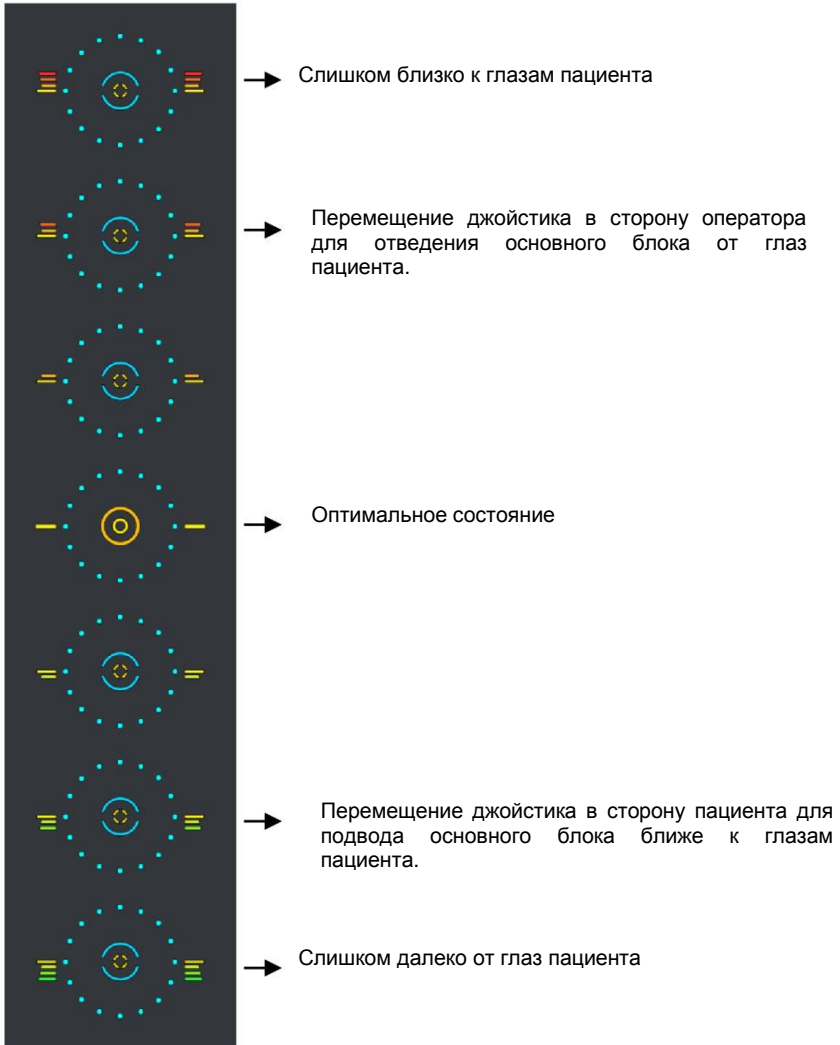 Слишком близко к глазам пациента
Перемещение джойстика в сторону оператора
для отведения основного блока от глаз
пациента.
Оптимальное состояние
Перемещение джойстика в сторону пациента для
подвода основного блока ближе к глазам
пациента.
Слишком далеко от глаз пациента